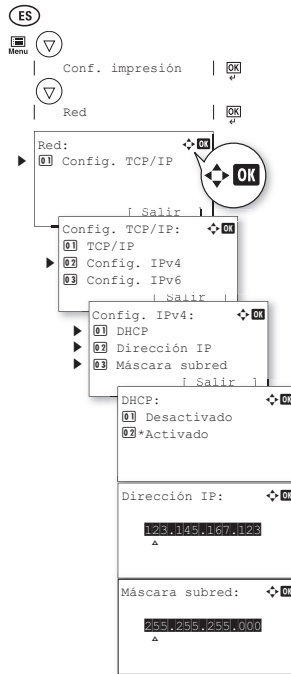 ES
Menu
Conf. impresión OK
Red OK
Red: OK
01 Config. TCP/IP
OK
[ Salir ]
Config. TCP/IP: OK
01 TCP/IP
02 Config. IPv4
03 Config. IPv6
[ Salir ]
Config. IPv4: OK
01 DHCP
02 Dirección IP
03 Máscara subred
[ Salir ]
DHCP: OK
01 Desactivado
02 *Activado
Dirección IP: OK
123.145.167.123
Máscara subred: OK
255.255.255.000